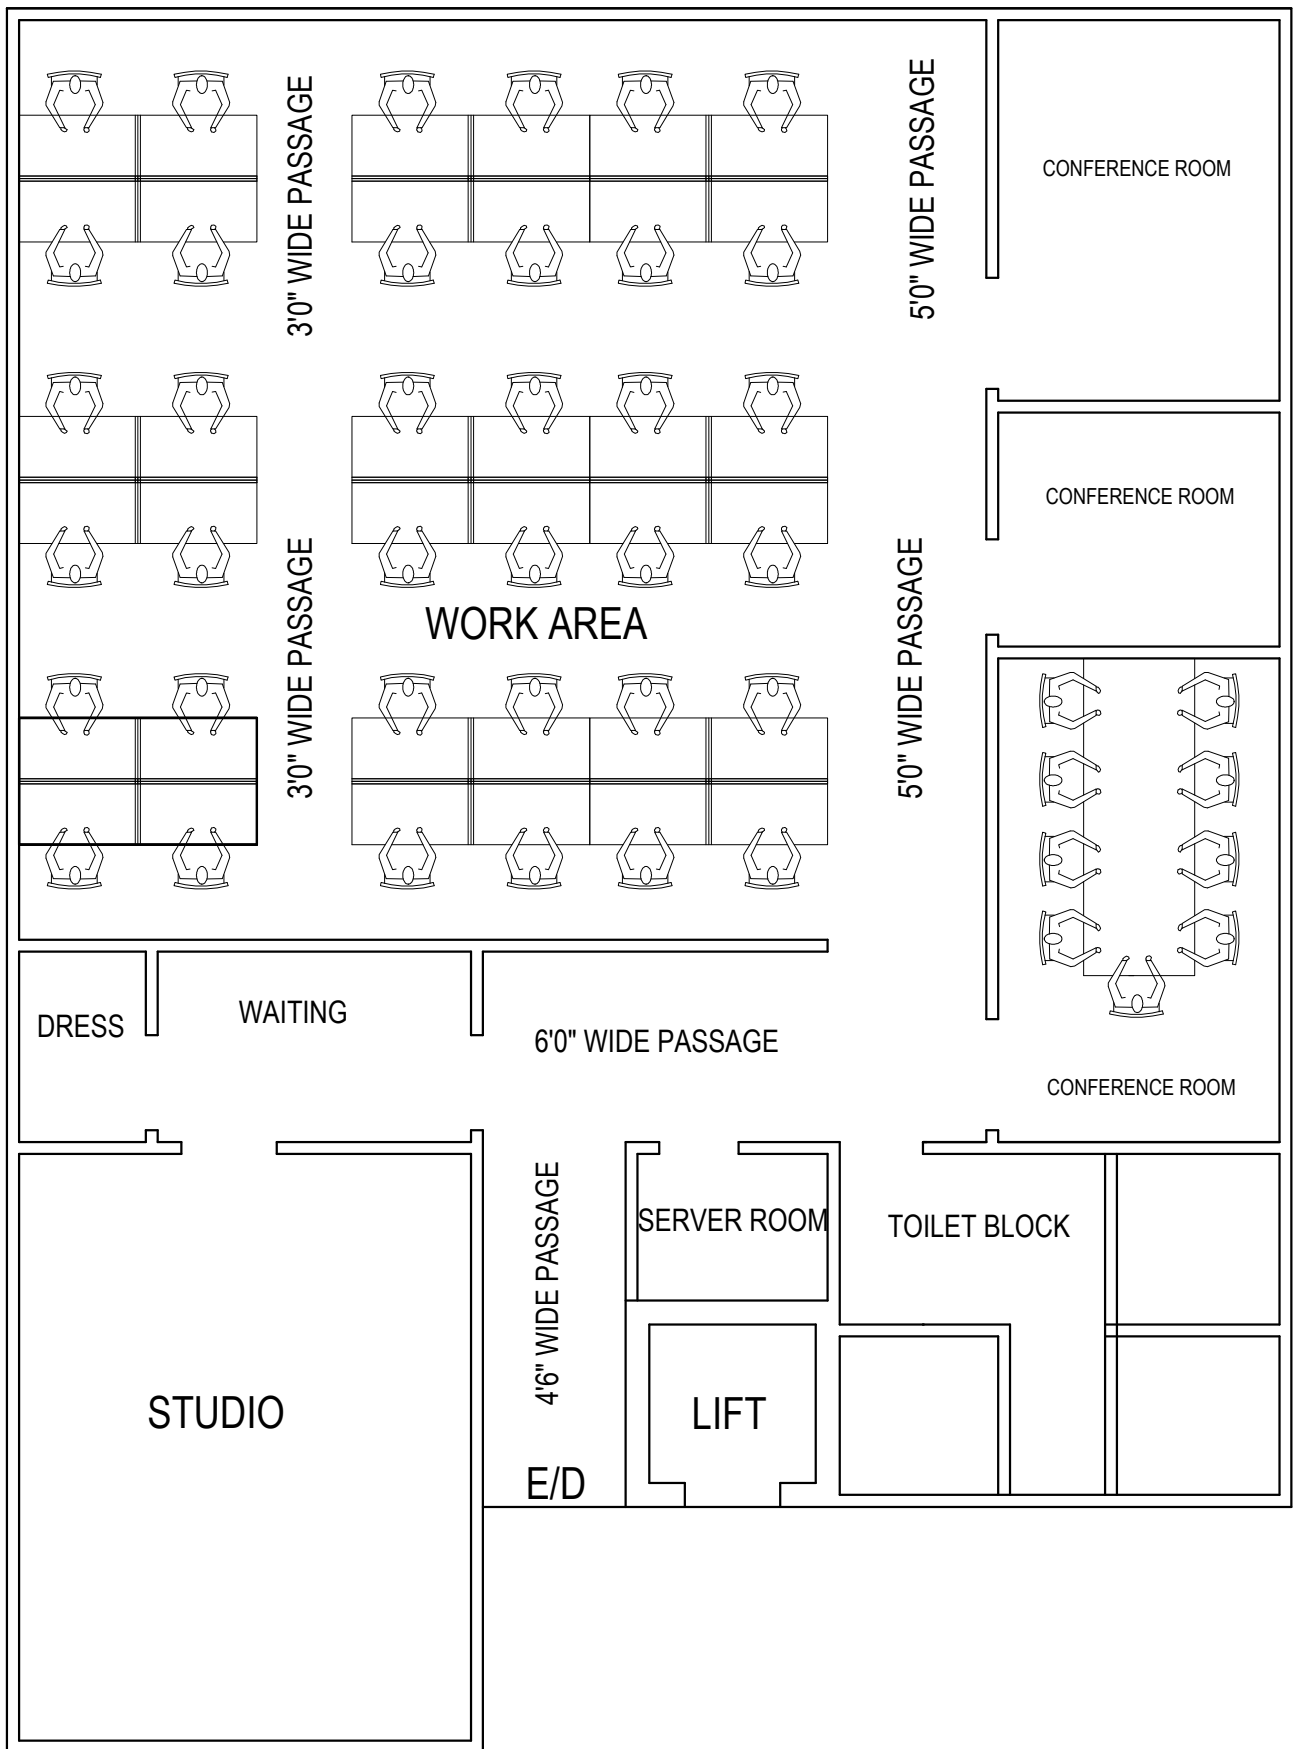 3'0" WIDE PASSAGE
5'0" WIDE PASSAGE
CONFERENCE ROOM
CONFERENCE ROOM
3'0" WIDE PASSAGE
WORK AREA
5'0" WIDE PASSAGE
DRESS
WAITING
6'0" WIDE PASSAGE
CONFERENCE ROOM
4'6" WIDE PASSAGE
SERVER ROOM
TOILET BLOCK
STUDIO
LIFT
E/D